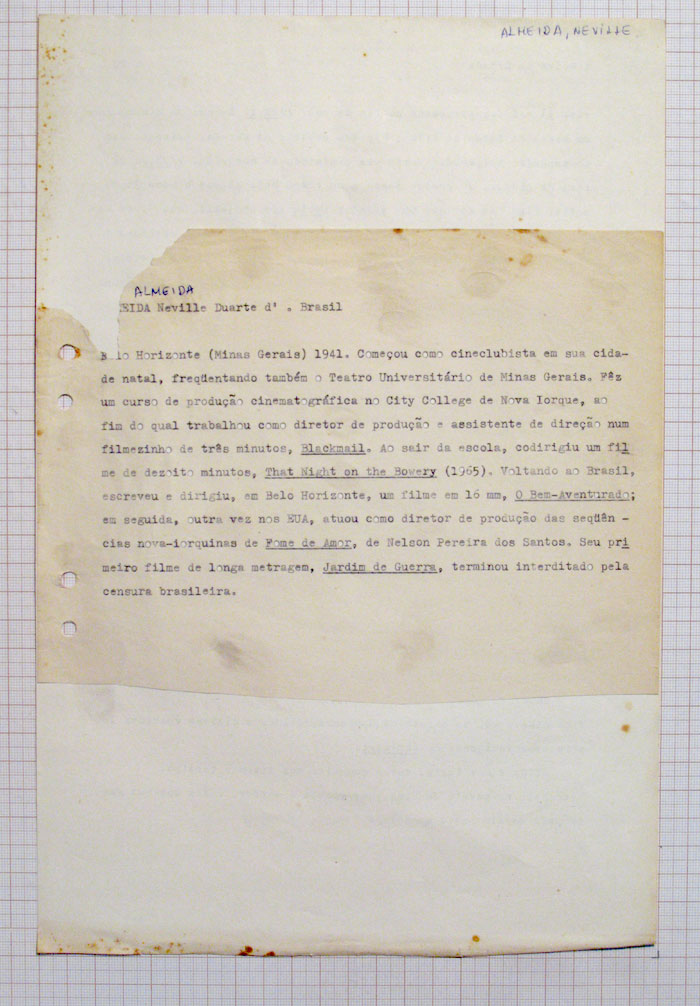 ALMEIDA, NEVILLE
ALMEIDA
EIDA Neville Duarte d' . Brasil
Belo Horizonte (Minas Gerais) 1941. Começou como cineclubista em sua cida-
de natal, freqüentando também o Teatro Universitário de Minas Gerais. Fêz
um curso de produção cinematográfica no City College de Nova Iorque, ao
fim do qual trabalhou como diretor de produção e assistente de direção num
filmezinho de três minutos, Blackmail. Ao sair da escola, codirigiu um fil
me de dezoito minutos, That Night on the Bowery (1965). Voltando ao Brasil,
escreveu e dirigiu, em Belo Horizonte, um filme em 16 mm, O Bem-Aventurado;
em seguida, outra vez nos EUA, atuou como diretor de produção das seqüên -
cias nova-iorquinas de Fome de Amor, de Nelson Pereira dos Santos. Seu pri
meiro filme de longa metragem, Jardim de Guerra, terminou interditado pela
censura brasileira.